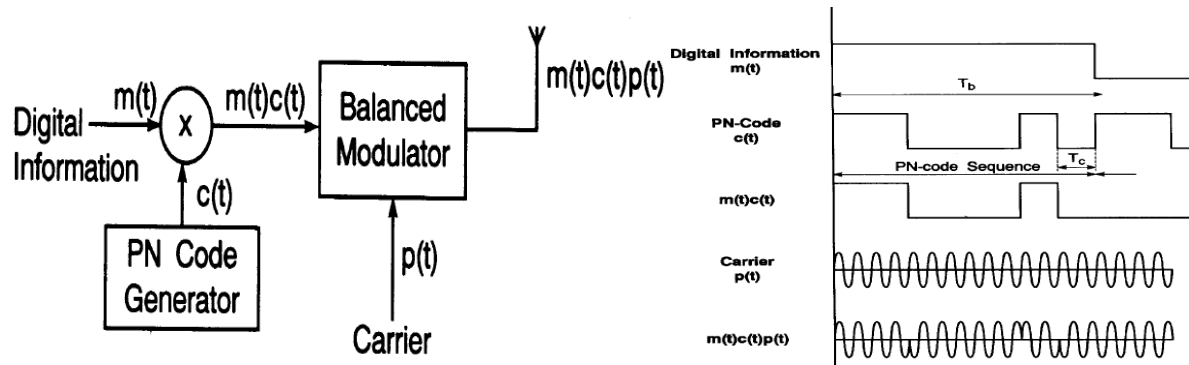 m(t)
m(t)c(t)
m(t)c(t)p(t)
Digital
Information
X
Balanced
Modulator
c(t)
PN Code
Generator
p(t)
Carrier
Digital Information
m(t)
Tb
PN-Code
c(t)
Tc
PN-code Sequence
m(t)c(t)
Carrier
p(t)
m(t)c(t)p(t)